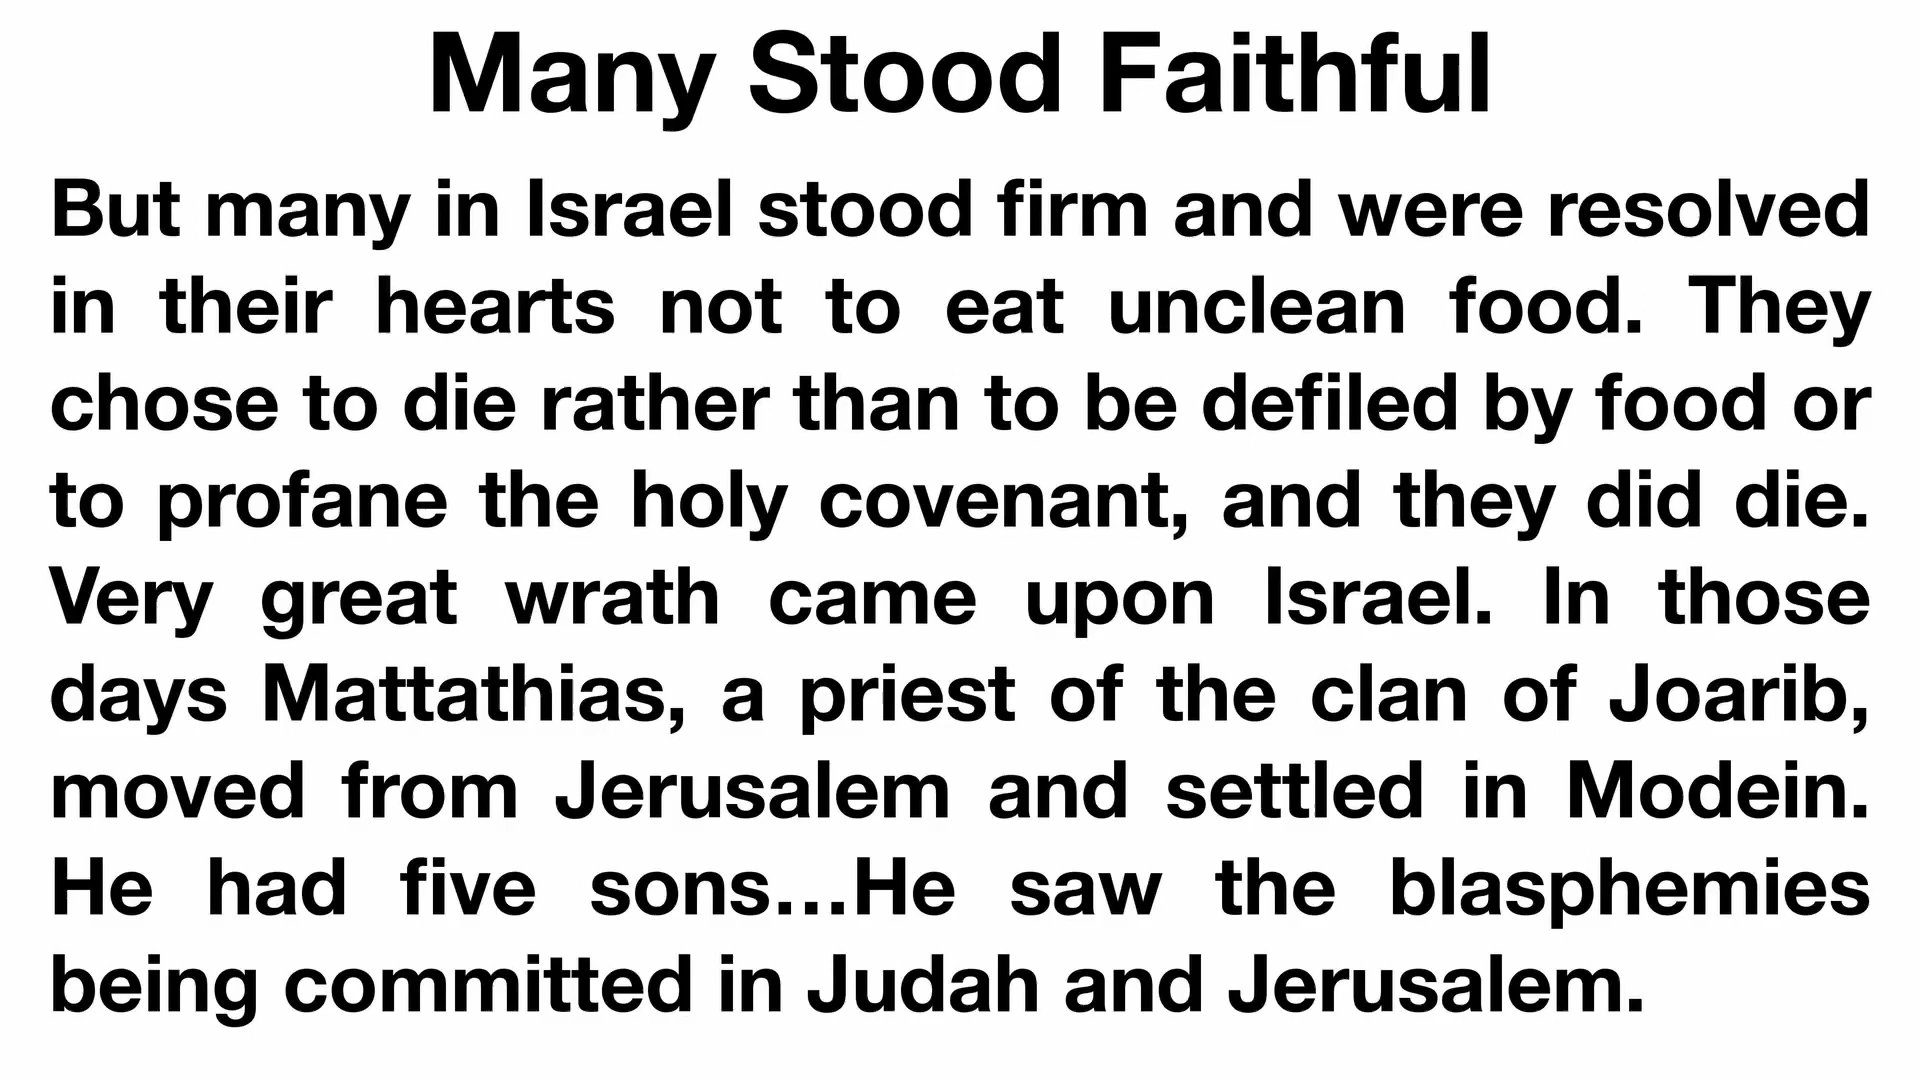 Many Stood Faithful
But many in Israel stood firm and were resolved
in their hearts not to eat unclean food. They
chose to die rather than to be defiled by food or
to profane the holy covenant, and they did die.
Very great wrath came upon Israel. In those
days Mattathias, a priest of the clan of Joarib,
moved from Jerusalem and settled in Modein.
He had five sons…He saw the blasphemies
being committed in Judah and Jerusalem.